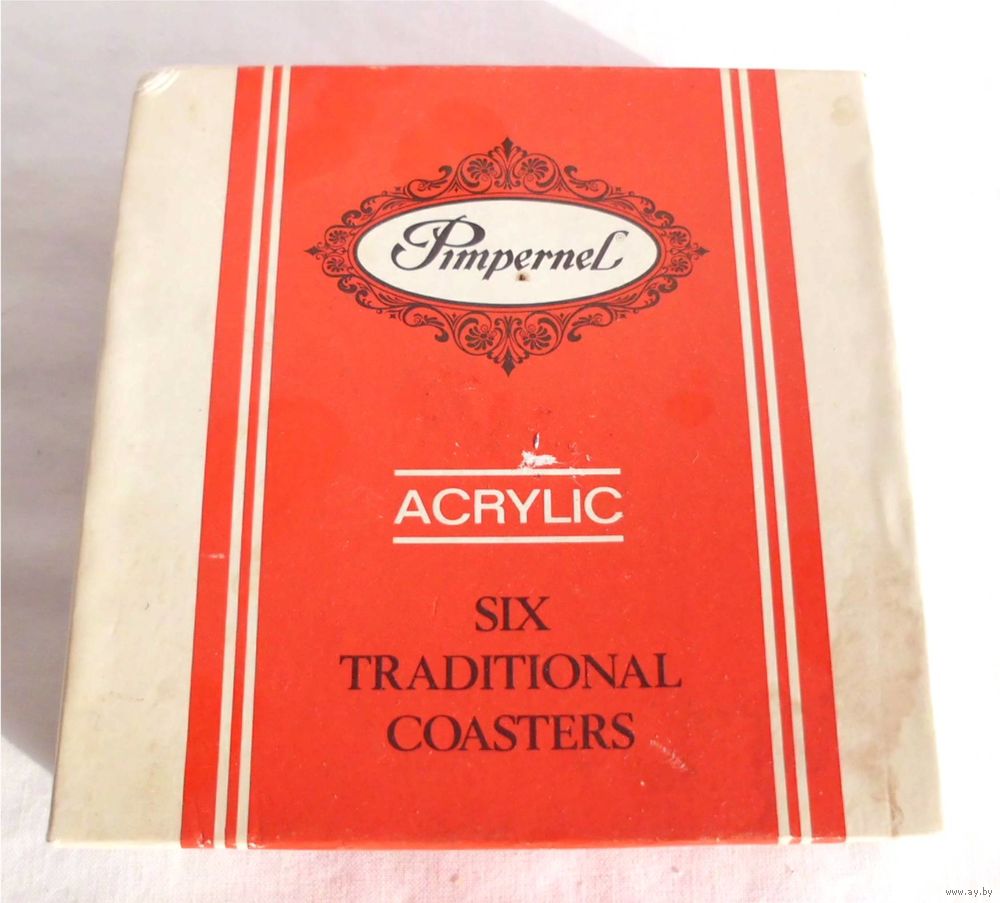 Pimpernel
ACRYLIC
SIX
TRADITIONAL
COASTERS
www.ay.by